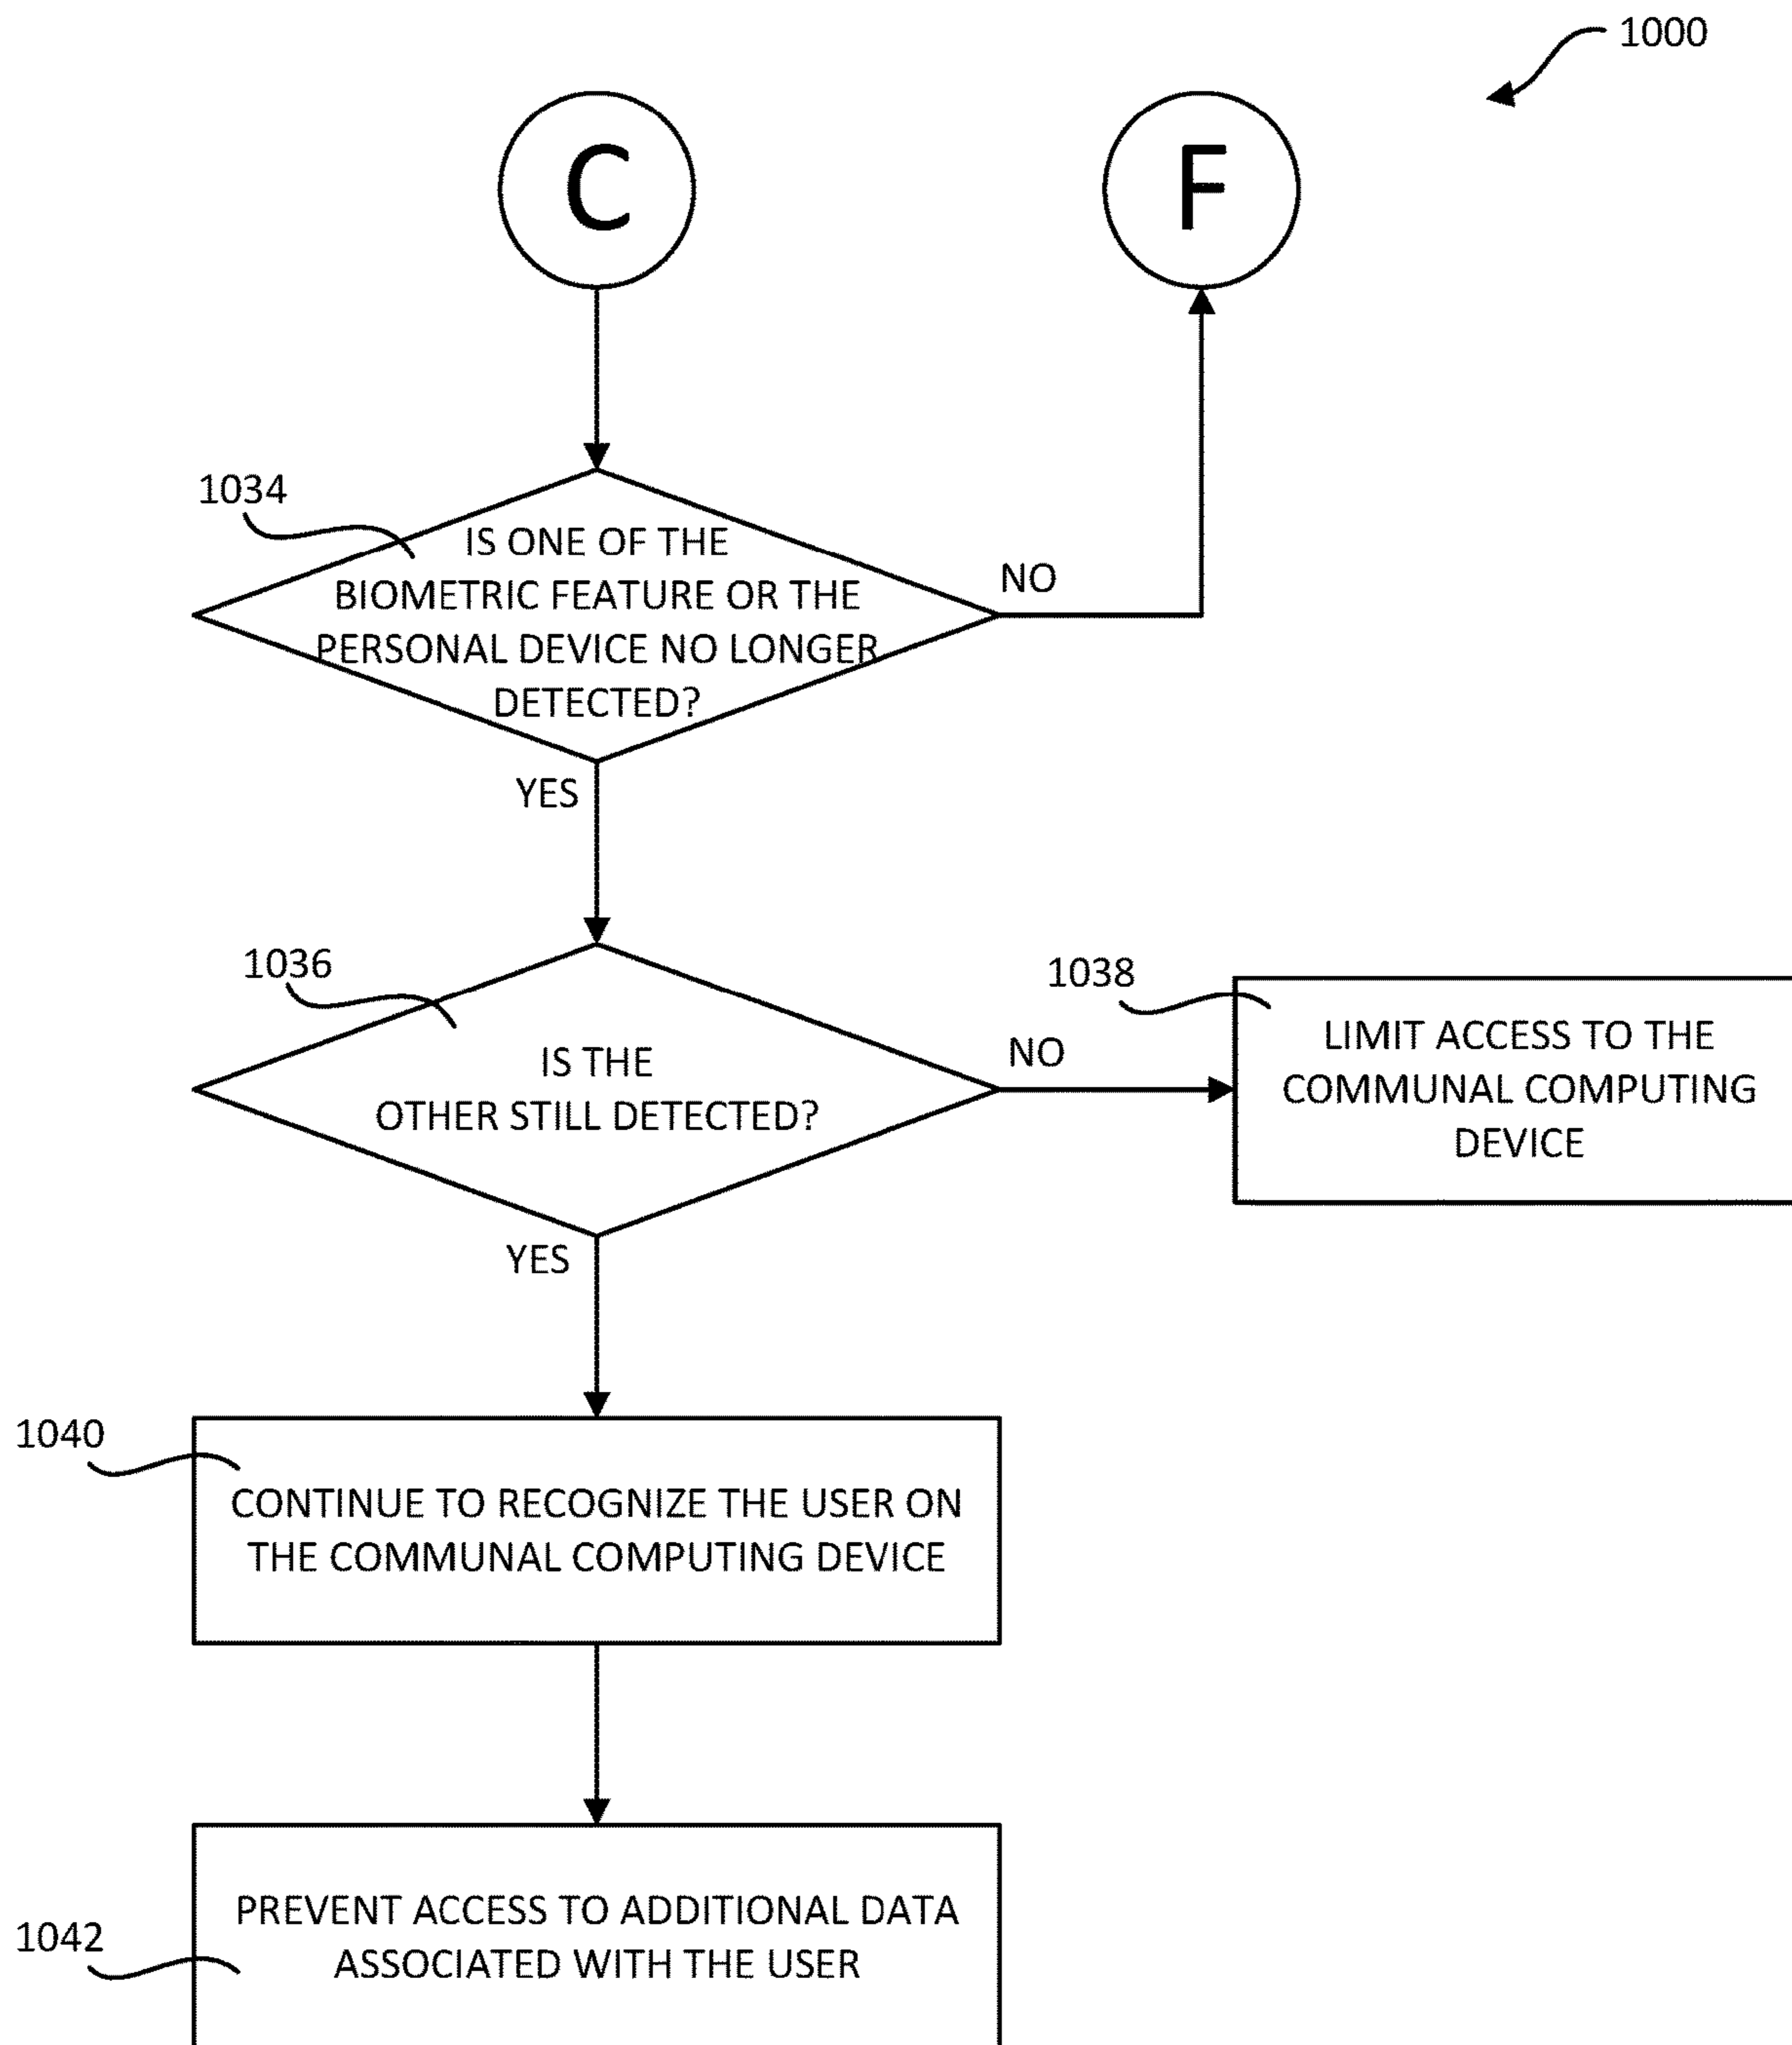 1000
C
F
1034
IS ONE OF THE
BIOMETRIC FEATURE OR THE
PERSONAL DEVICE NO LONGER
DETECTED?
NO
YES
1036
IS THE
OTHER STILL DETECTED?
NO
1038
LIMIT ACCESS TO THE
COMMUNAL COMPUTING
DEVICE
YES
1040
CONTINUE TO RECOGNIZE THE USER ON
THE COMMUNAL COMPUTING DEVICE
1042
PREVENT ACCESS TO ADDITIONAL DATA
ASSOCIATED WITH THE USER